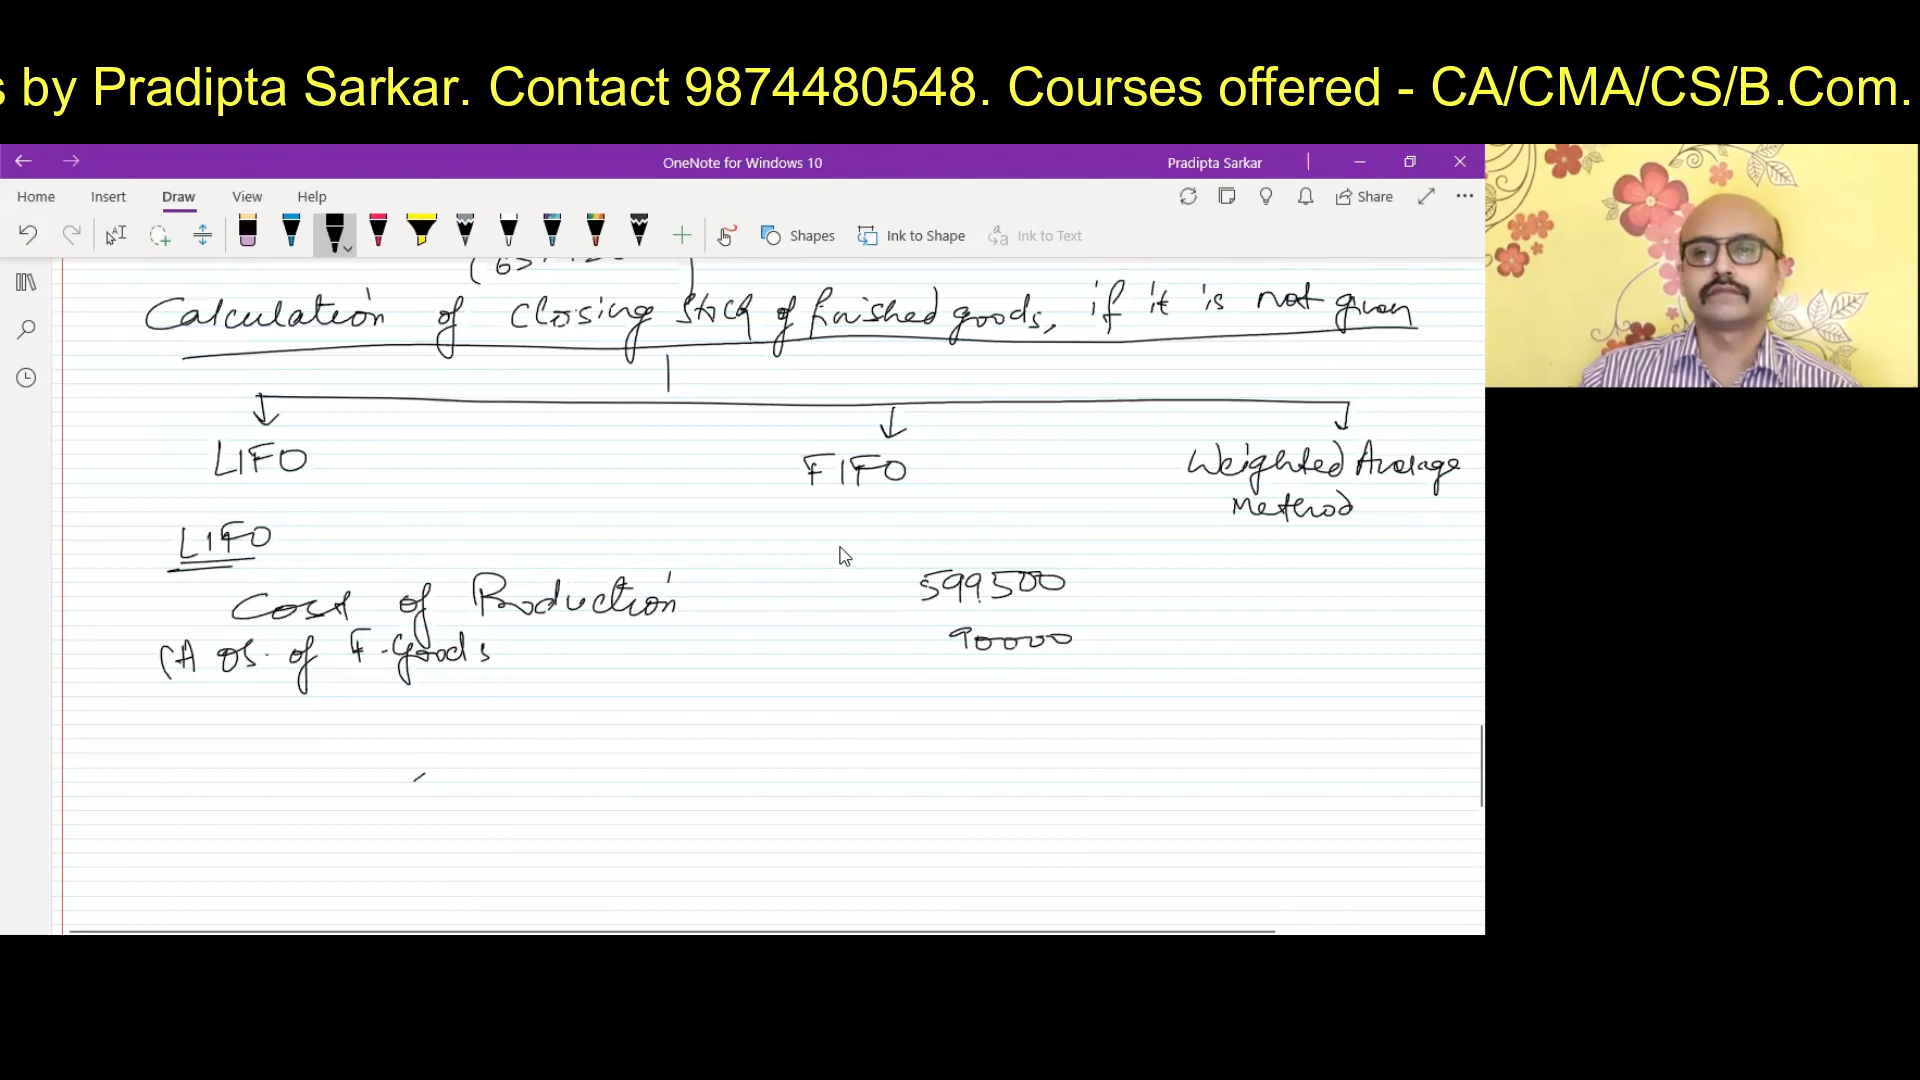 s by Pradipta Sarkar. Contact 9874480548. Courses offered - CA/CMA/CS/B.Com.
OneNote for Windows 10
Pradipta Sarkar
Home Insert Draw View Help
Share
Shapes Ink to Shape Ink to Text
Calculation of closing stock of finished goods, if it is not given
LIFO FIFO Weighted Average
Method
LIFO
Cost of Production 599500
(A OS. of F. Goods 90000